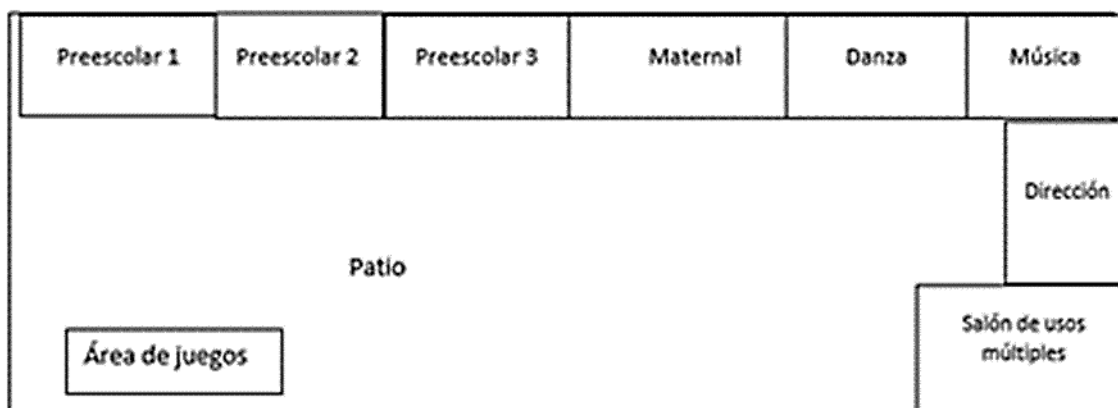 Preescolar 1
Preescolar 2
Preescolar 3
Maternal
Danza
Música
Dirección
Patio
Salón de usos
múltiples
Área de juegos